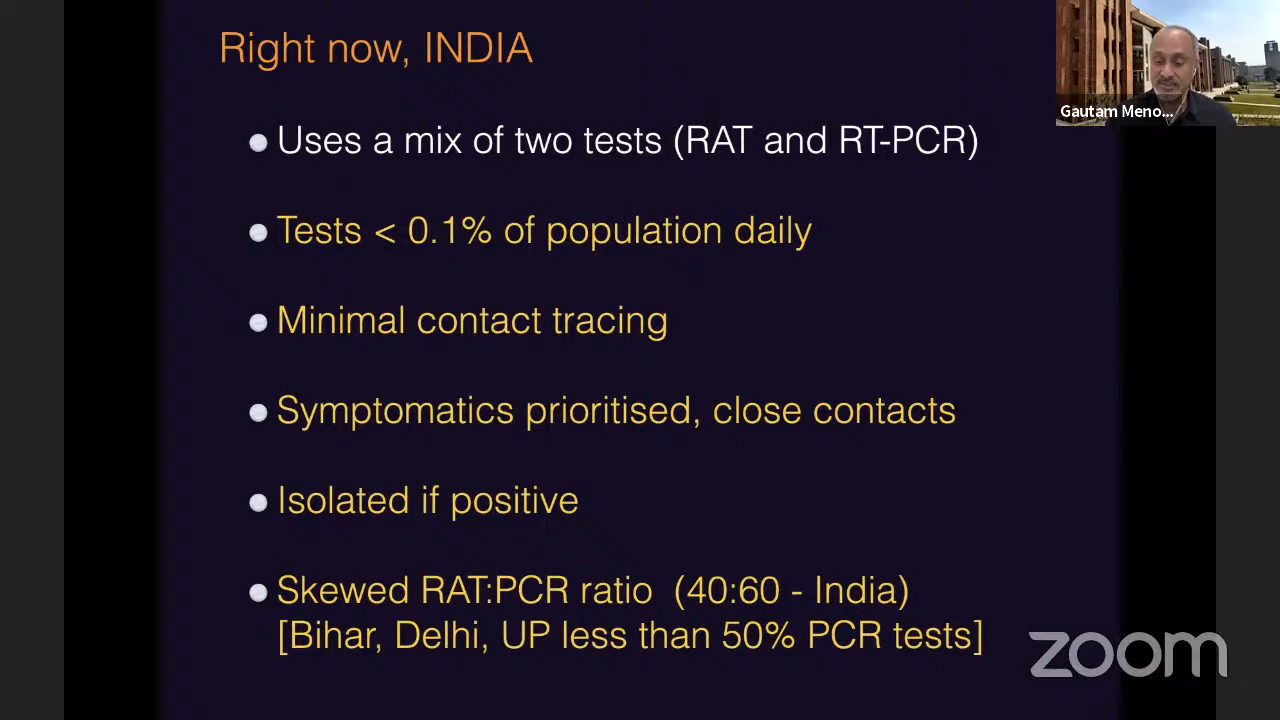 Right now, INDIA
Gautam Meno...
Uses a mix of two tests (RAT and RT-PCR)
Tests < 0.1% of population daily
Minimal contact tracing
Symptomatics prioritised, close contacts
Isolated if positive
Skewed RAT:PCR ratio (40:60 - India)
[Bihar, Delhi, UP less than 50% PCR tests]
zoom